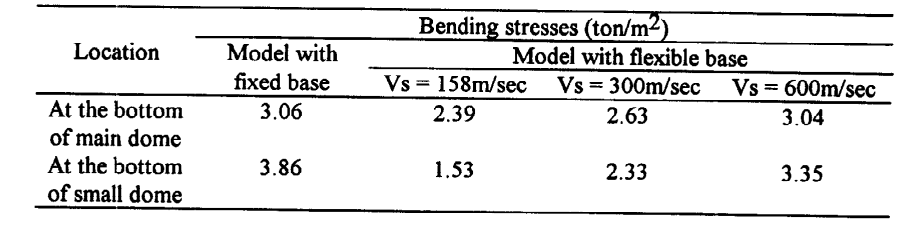 Bending stresses (ton/m2)
Location Model with Model with flexible base
fixed base Vs = 158m/sec Vs = 300m/sec Vs = 600m/sec
At the bottom 3.06 2.39 2.63 3.04
of main dome
At the bottom 3.86 1.53 2.33 3.35
of small dome